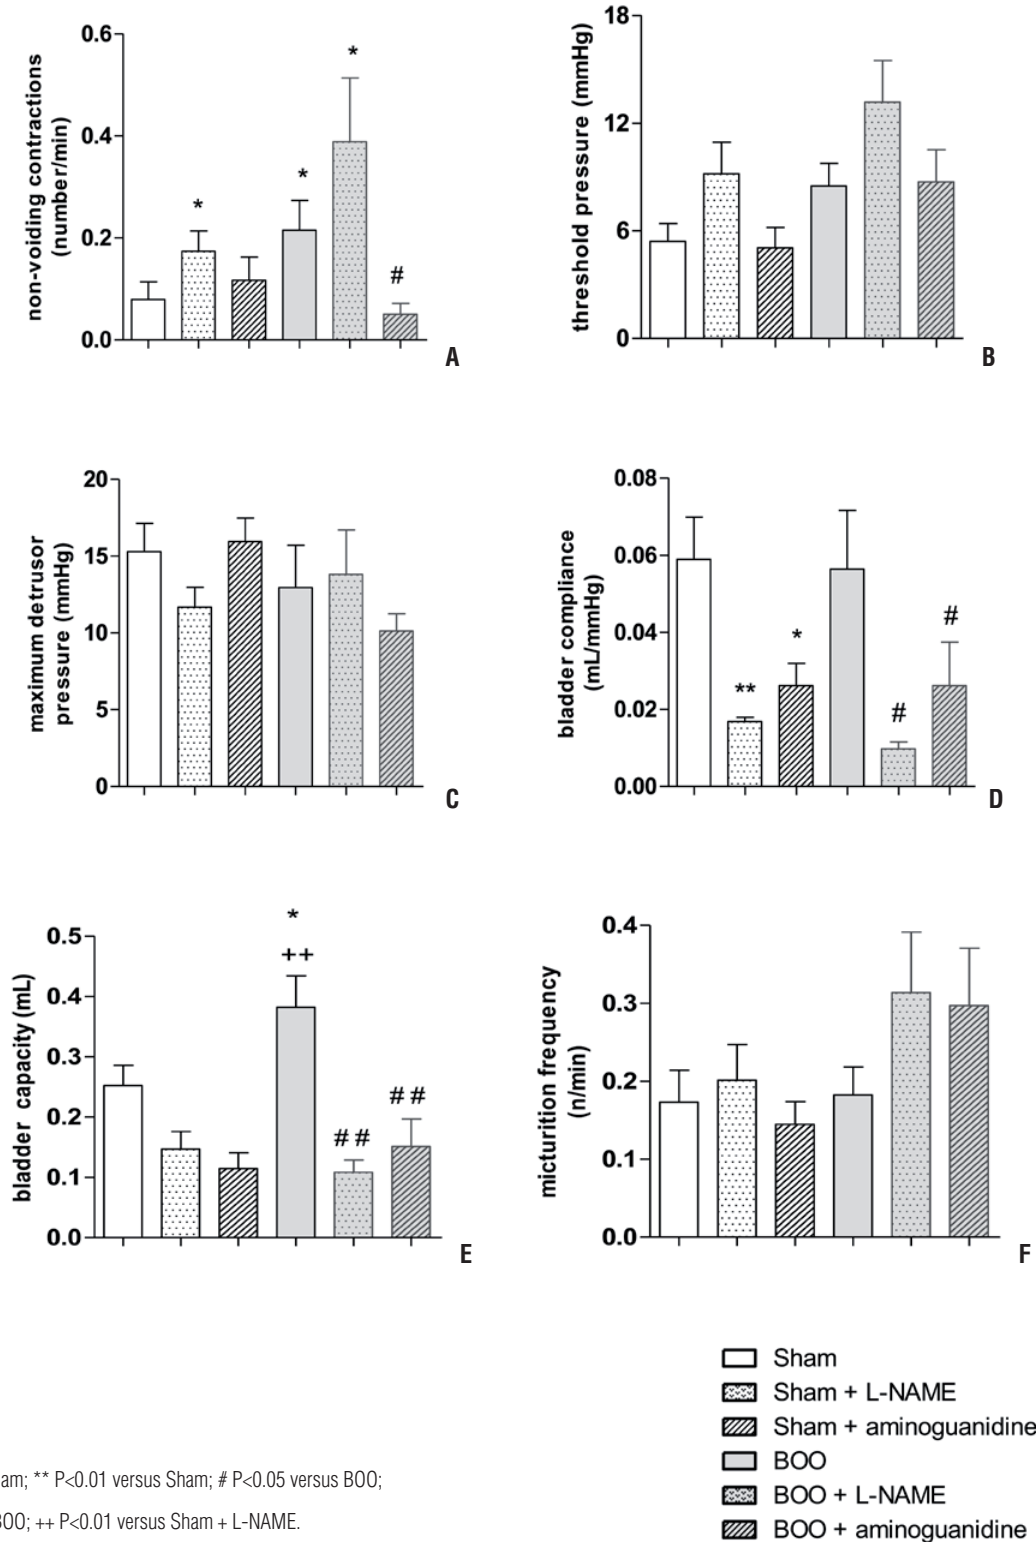 non-voiding contractions
(number/min)
0.6
0.4
0.2
0.0
*
*
*
#
A
threshold pressure (mmHg)
18
12
6
0
B
maximum detrusor
pressure (mmHg)
20
15
10
5
0
C
bladder compliance
(mL/mmHg)
0.08
0.06
0.04
0.02
0.00
**
*
#
#
D
bladder capacity (mL)
0.5
0.4
0.3
0.2
0.1
0.0
*
++
##
##
E
micturition frequency
(n/min)
0.4
0.3
0.2
0.1
0.0
F
Sham
Sham + L-NAME
Sham + aminoguanidine
BOO
BOO + L-NAME
BOO + aminoguanidine
am; ** P<0.01 versus Sham; # P<0.05 versus BOO;
BOO; ++ P<0.01 versus Sham + L-NAME.